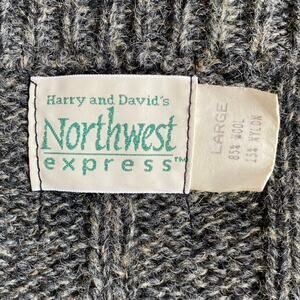 Harry and David's
Northwest
express™
LARGE
85% WOOL
15% NYLON